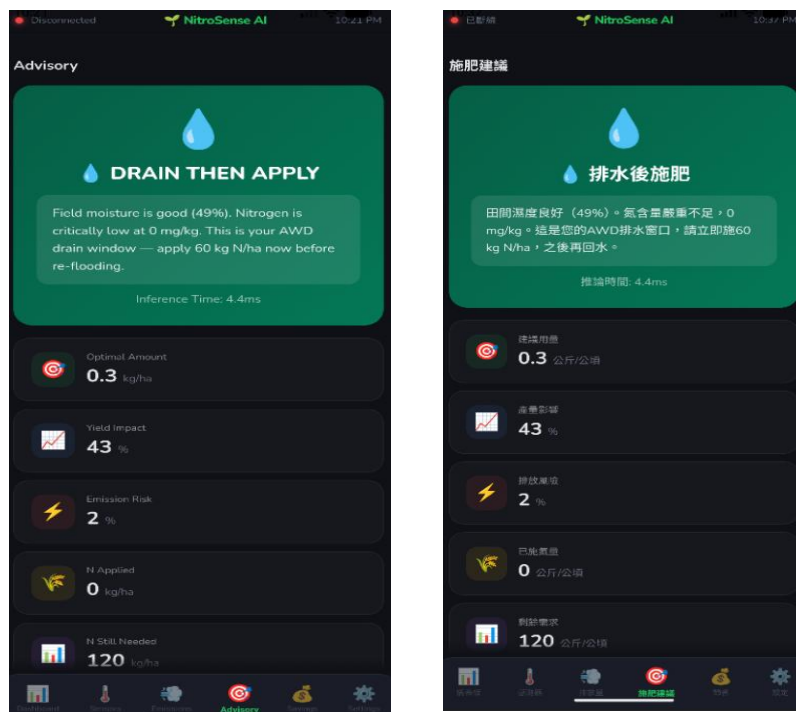 Disconnected
NitroSense AI
10:21 PM
Advisory
DRAIN THEN APPLY
Field moisture is good (49%). Nitrogen is
critically low at 0 mg/kg. This is your AWD
drain window — apply 60 kg N/ha now before
re-flooding.
Inference Time: 4.4ms
Optimal Amount
0.3 kg/ha
Yield Impact
43 %
Emission Risk
2 %
N Applied
0 kg/ha
N Still Needed
120 kg/ha
Dashboard
Advisory
Savings
Settings
已斷線
NitroSense AI
10:37 PM
施肥建議
排水後施肥
田間濕度良好（49%）。氮含量嚴重不足，0
mg/kg。這是您的AWD排水窗口，請立即施60
kg N/ha，之後再回水。
推論時間: 4.4ms
建議用量
0.3 公斤/公頃
產量影響
43 %
排放風險
2 %
已施氮量
0 公斤/公頃
剩餘需求
120 公斤/公頃
施肥建議